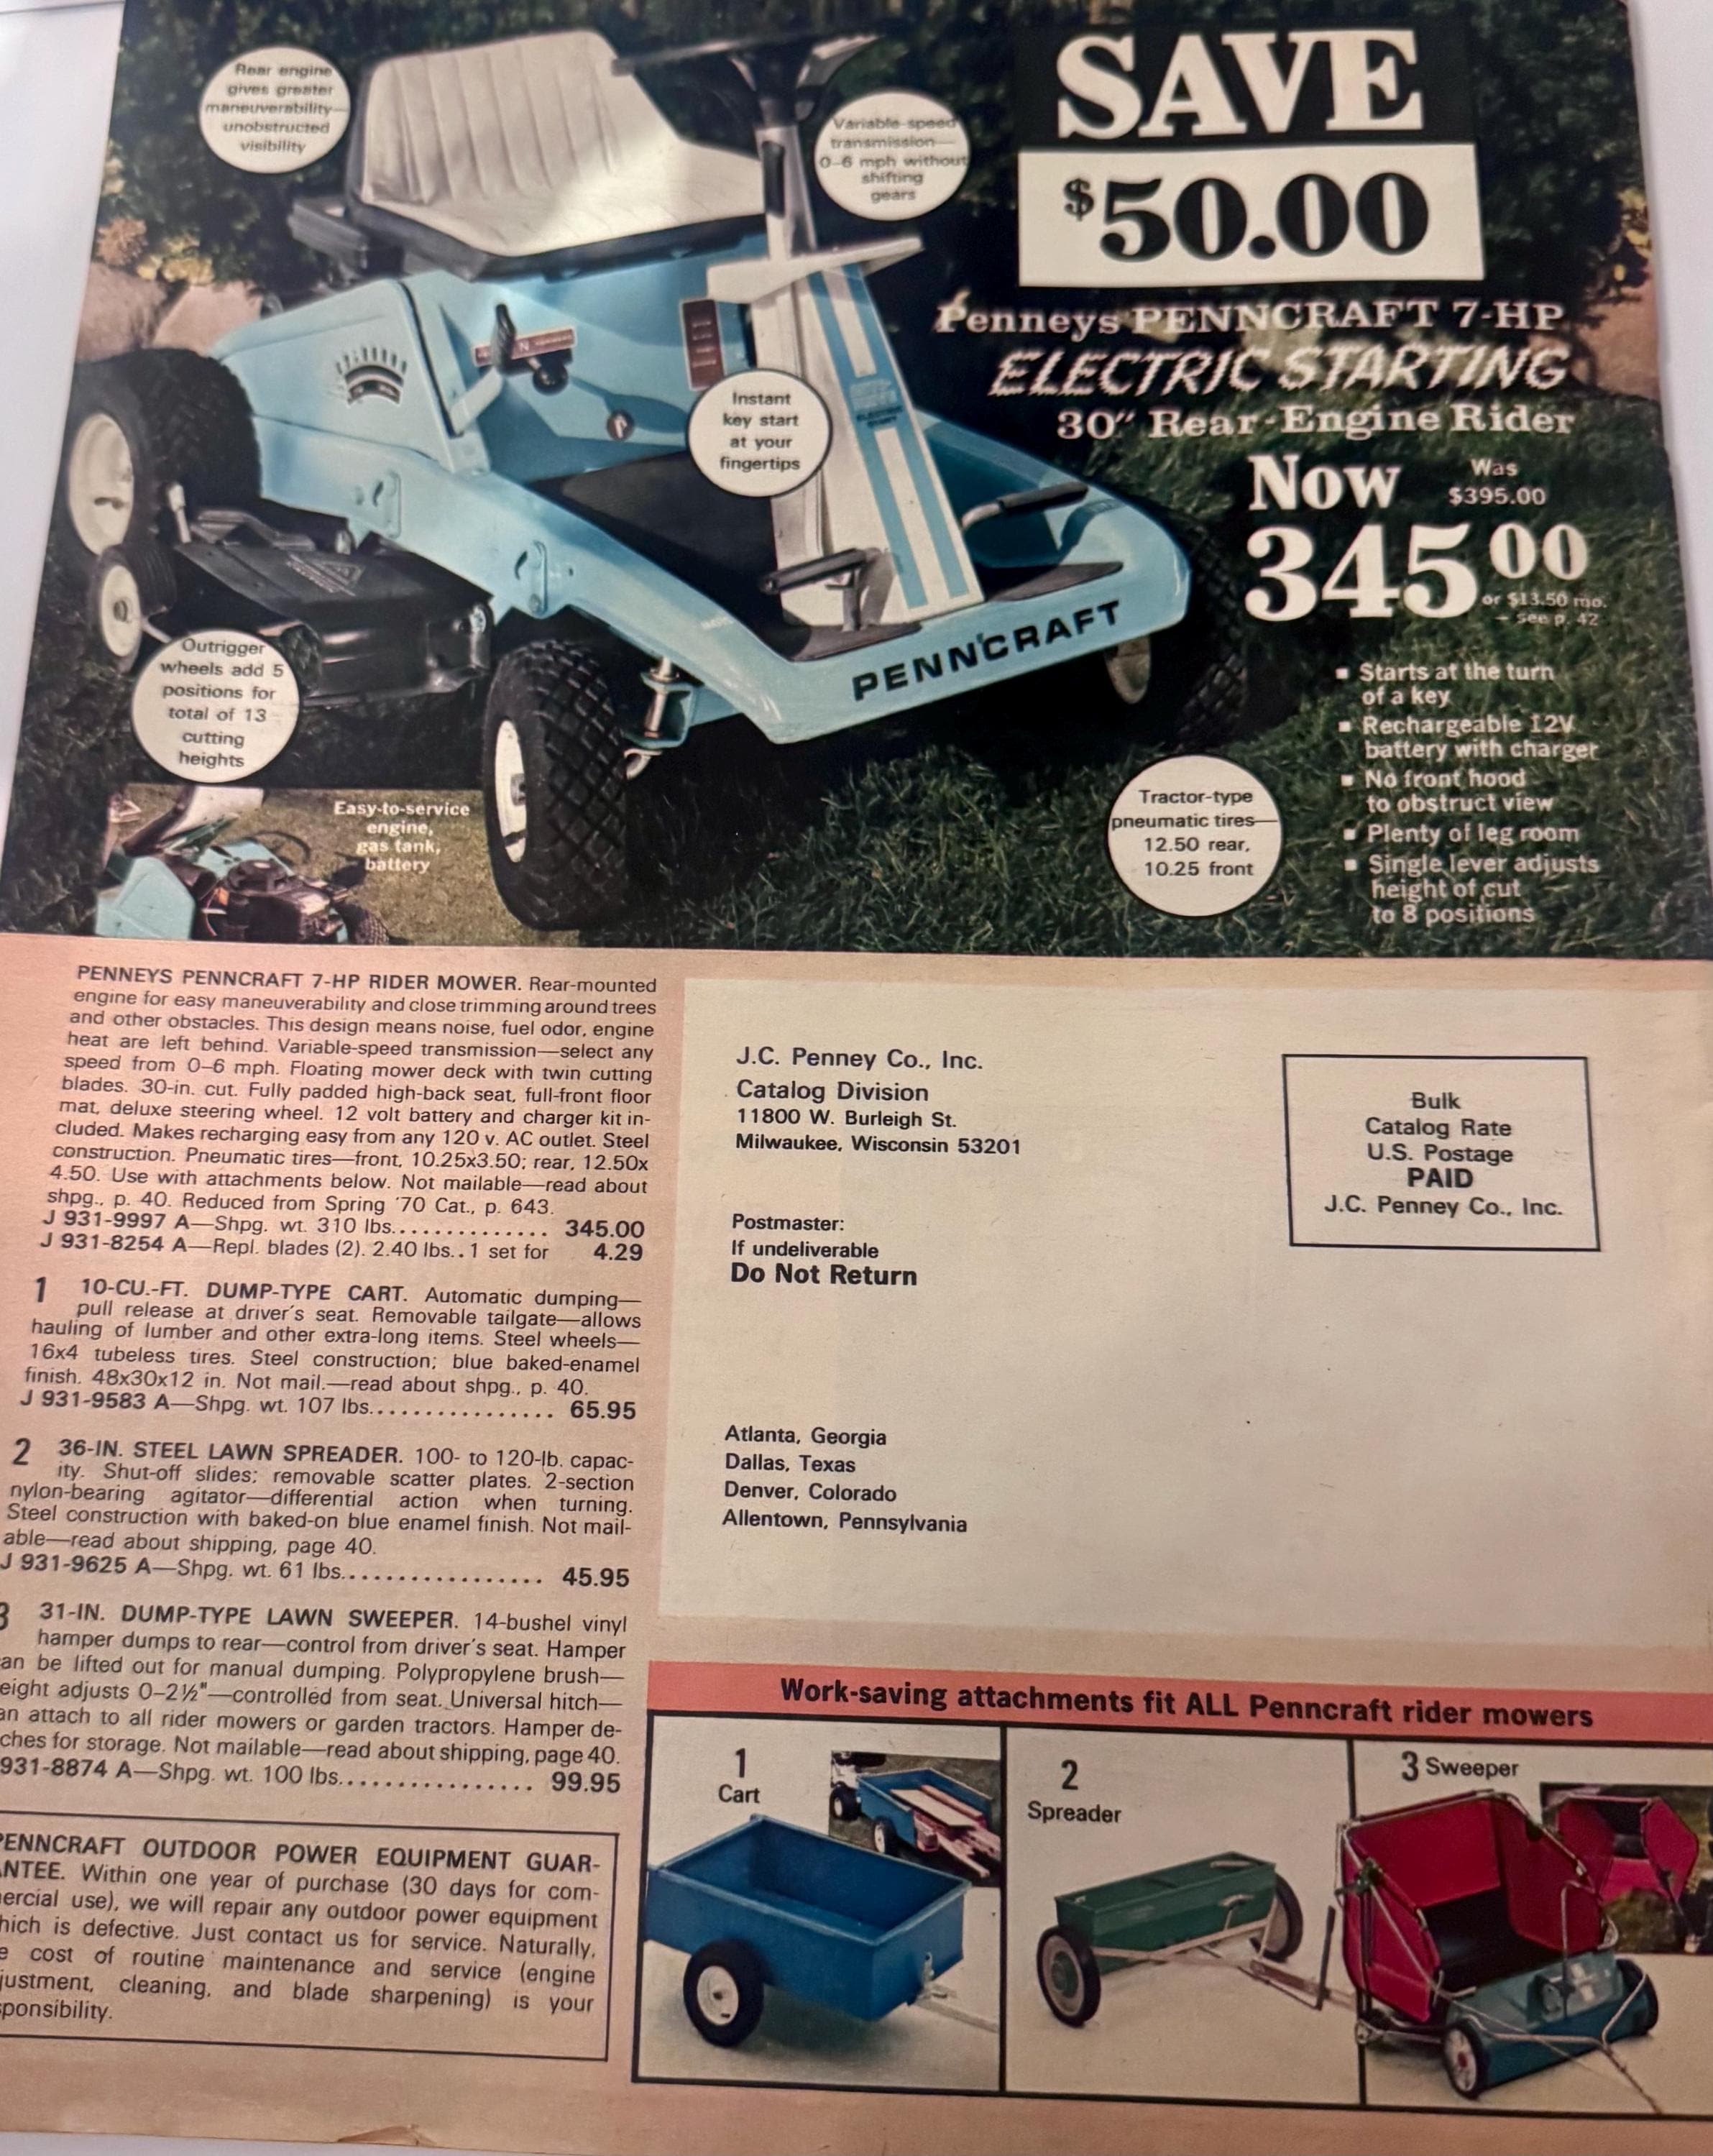 Rear engine
gives greater
maneuverability—
unobstructed
visibility
Variable-speed
transmission—
0–6 mph without
shifting
gears
SAVE
$50.00
Penneys PENNCRAFT 7-HP
ELECTRIC STARTING
30" Rear-Engine Rider
Now
Was
$395.00
345 00
or $13.50 mo.
– see p. 42
Instant
key start
at your
fingertips
PENNCRAFT
Outrigger
wheels add 5
positions for
total of 13
cutting
heights
Easy-to-service
engine,
gas tank,
battery
Tractor-type
pneumatic tires—
12.50 rear,
10.25 front
▪ Starts at the turn
of a key
▪ Rechargeable 12V
battery with charger
▪ No front hood
to obstruct view
▪ Plenty of leg room
▪ Single lever adjusts
height of cut
to 8 positions
PENNEYS PENNCRAFT 7-HP RIDER MOWER. Rear-mounted
engine for easy maneuverability and close trimming around trees
and other obstacles. This design means noise, fuel odor, engine
heat are left behind. Variable-speed transmission—select any
speed from 0–6 mph. Floating mower deck with twin cutting
blades. 30-in. cut. Fully padded high-back seat, full-front floor
mat, deluxe steering wheel. 12 volt battery and charger kit in-
cluded. Makes recharging easy from any 120 v. AC outlet. Steel
construction. Pneumatic tires—front, 10.25x3.50; rear, 12.50x
4.50. Use with attachments below. Not mailable—read about
shpg., p. 40. Reduced from Spring '70 Cat., p. 643.
J 931-9997 A—Shpg. wt. 310 lbs.............. 345.00
J 931-8254 A—Repl. blades (2). 2.40 lbs..1 set for 4.29
1 10-CU.-FT. DUMP-TYPE CART. Automatic dumping—
pull release at driver's seat. Removable tailgate—allows
hauling of lumber and other extra-long items. Steel wheels—
16x4 tubeless tires. Steel construction; blue baked-enamel
finish. 48x30x12 in. Not mail.—read about shpg., p. 40.
J 931-9583 A—Shpg. wt. 107 lbs............... 65.95
2 36-IN. STEEL LAWN SPREADER. 100- to 120-lb. capac-
ity. Shut-off slides; removable scatter plates. 2-section
nylon-bearing agitator—differential action when turning.
Steel construction with baked-on blue enamel finish. Not mail-
able—read about shipping, page 40.
J 931-9625 A—Shpg. wt. 61 lbs................. 45.95
3 31-IN. DUMP-TYPE LAWN SWEEPER. 14-bushel vinyl
hamper dumps to rear—control from driver's seat. Hamper
an be lifted out for manual dumping. Polypropylene brush—
eight adjusts 0–2½"—controlled from seat. Universal hitch—
an attach to all rider mowers or garden tractors. Hamper de-
ches for storage. Not mailable—read about shipping, page 40.
931-8874 A—Shpg. wt. 100 lbs................ 99.95
PENNCRAFT OUTDOOR POWER EQUIPMENT GUAR-
ANTEE. Within one year of purchase (30 days for com-
ercial use), we will repair any outdoor power equipment
hich is defective. Just contact us for service. Naturally,
e cost of routine maintenance and service (engine
justment, cleaning, and blade sharpening) is your
sponsibility.
J.C. Penney Co., Inc.
Catalog Division
11800 W. Burleigh St.
Milwaukee, Wisconsin 53201
Bulk
Catalog Rate
U.S. Postage
PAID
J.C. Penney Co., Inc.
Postmaster:
If undeliverable
Do Not Return
Atlanta, Georgia
Dallas, Texas
Denver, Colorado
Allentown, Pennsylvania
Work-saving attachments fit ALL Penncraft rider mowers
1
Cart
2
Spreader
3 Sweeper